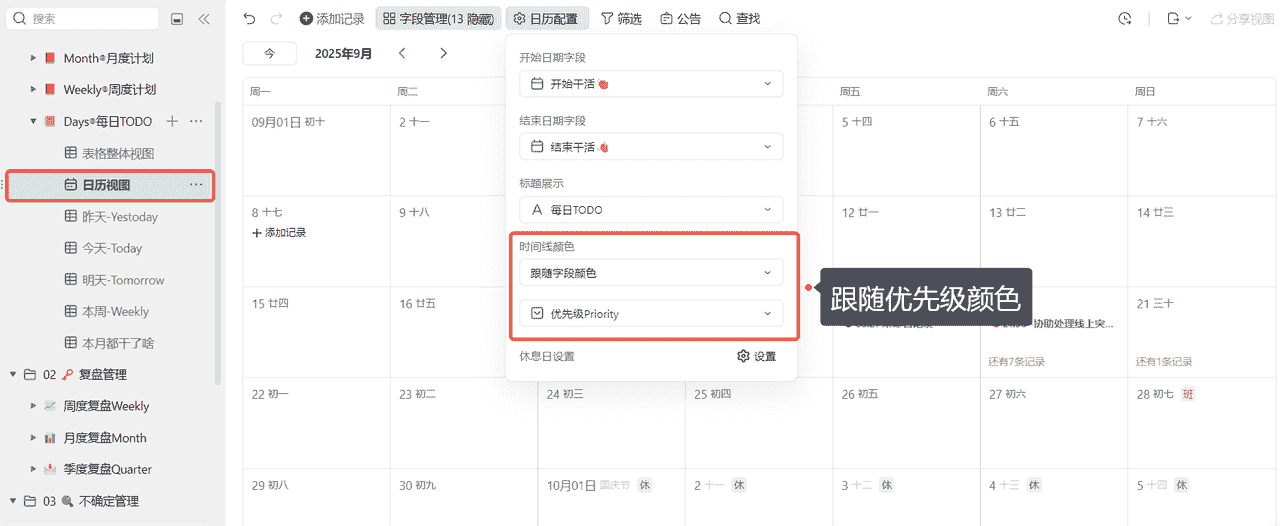 搜索
添加记录
字段管理(13 隐藏)
日历配置
筛选
公告
查找
分享视图
Month®月度计划
Weekly®周度计划
Days®每日TODO
表格整体视图
日历视图
昨天-Yestoday
今天-Today
明天-Tomorrow
本周-Weekly
本月都干了啥
02 复盘管理
周度复盘Weekly
月度复盘Month
季度复盘Quarter
03 不确定管理
今
2025年9月
周一
周二
周五
周六
周日
09月01日 初十
2 十一
5 十四
6 十五
7 十六
8 十七
添加记录
9 十八
12 廿一
13 廿二
14 廿三
15 廿四
16 廿五
21 三十
协助处理线上突...
还有7条记录
还有1条记录
22 初一
23 初二
24 初三
25 初四
26 初五
27 初六
28 初七 班
29 初八
30 初九
10月01日 国庆节 休
2 十一 休
3 十二 休
4 十三 休
5 十四 休
开始日期字段
开始干活
结束日期字段
结束干活
标题展示
每日TODO
时间线颜色
跟随字段颜色
优先级Priority
休息日设置
设置
跟随优先级颜色